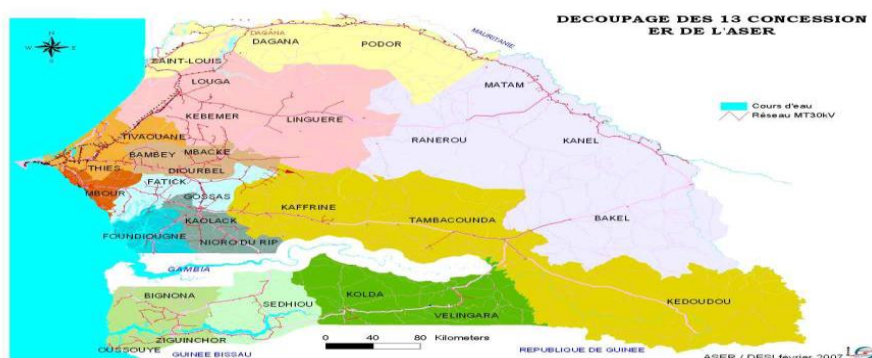 DECOUPAGE DES 13 CONCESSION
ER DE L'ASER
N
W E
S
DAGANA
DAGANA
PODOR
MAURITANIE
SAINT-LOUIS
LOUGA
MATAM
KEBEMER
LINGUERE
Cours d'eau
Réseau MT30kV
TIVAOUANE
RANEROU
KANEL
BAMBEY
MBACKE
THIES
DIOURBEL
MBOUR
FATICK
GOSSAS
KAFFRINE
KAOLACK
TAMBACOUNDA
BAKEL
FOUNDIOUGNE
NIORO DU RIP
GAMBIA
BIGNONA
SEDHIOU
KOLDA
KEDOUDOU
VELINGARA
ZIGUINCHOR
0 40 80 Kilometers
OUSSOUYE
GUINEE BISSAU
REPUBLIQUE DE GUINEE
ASER / DESI février 2007